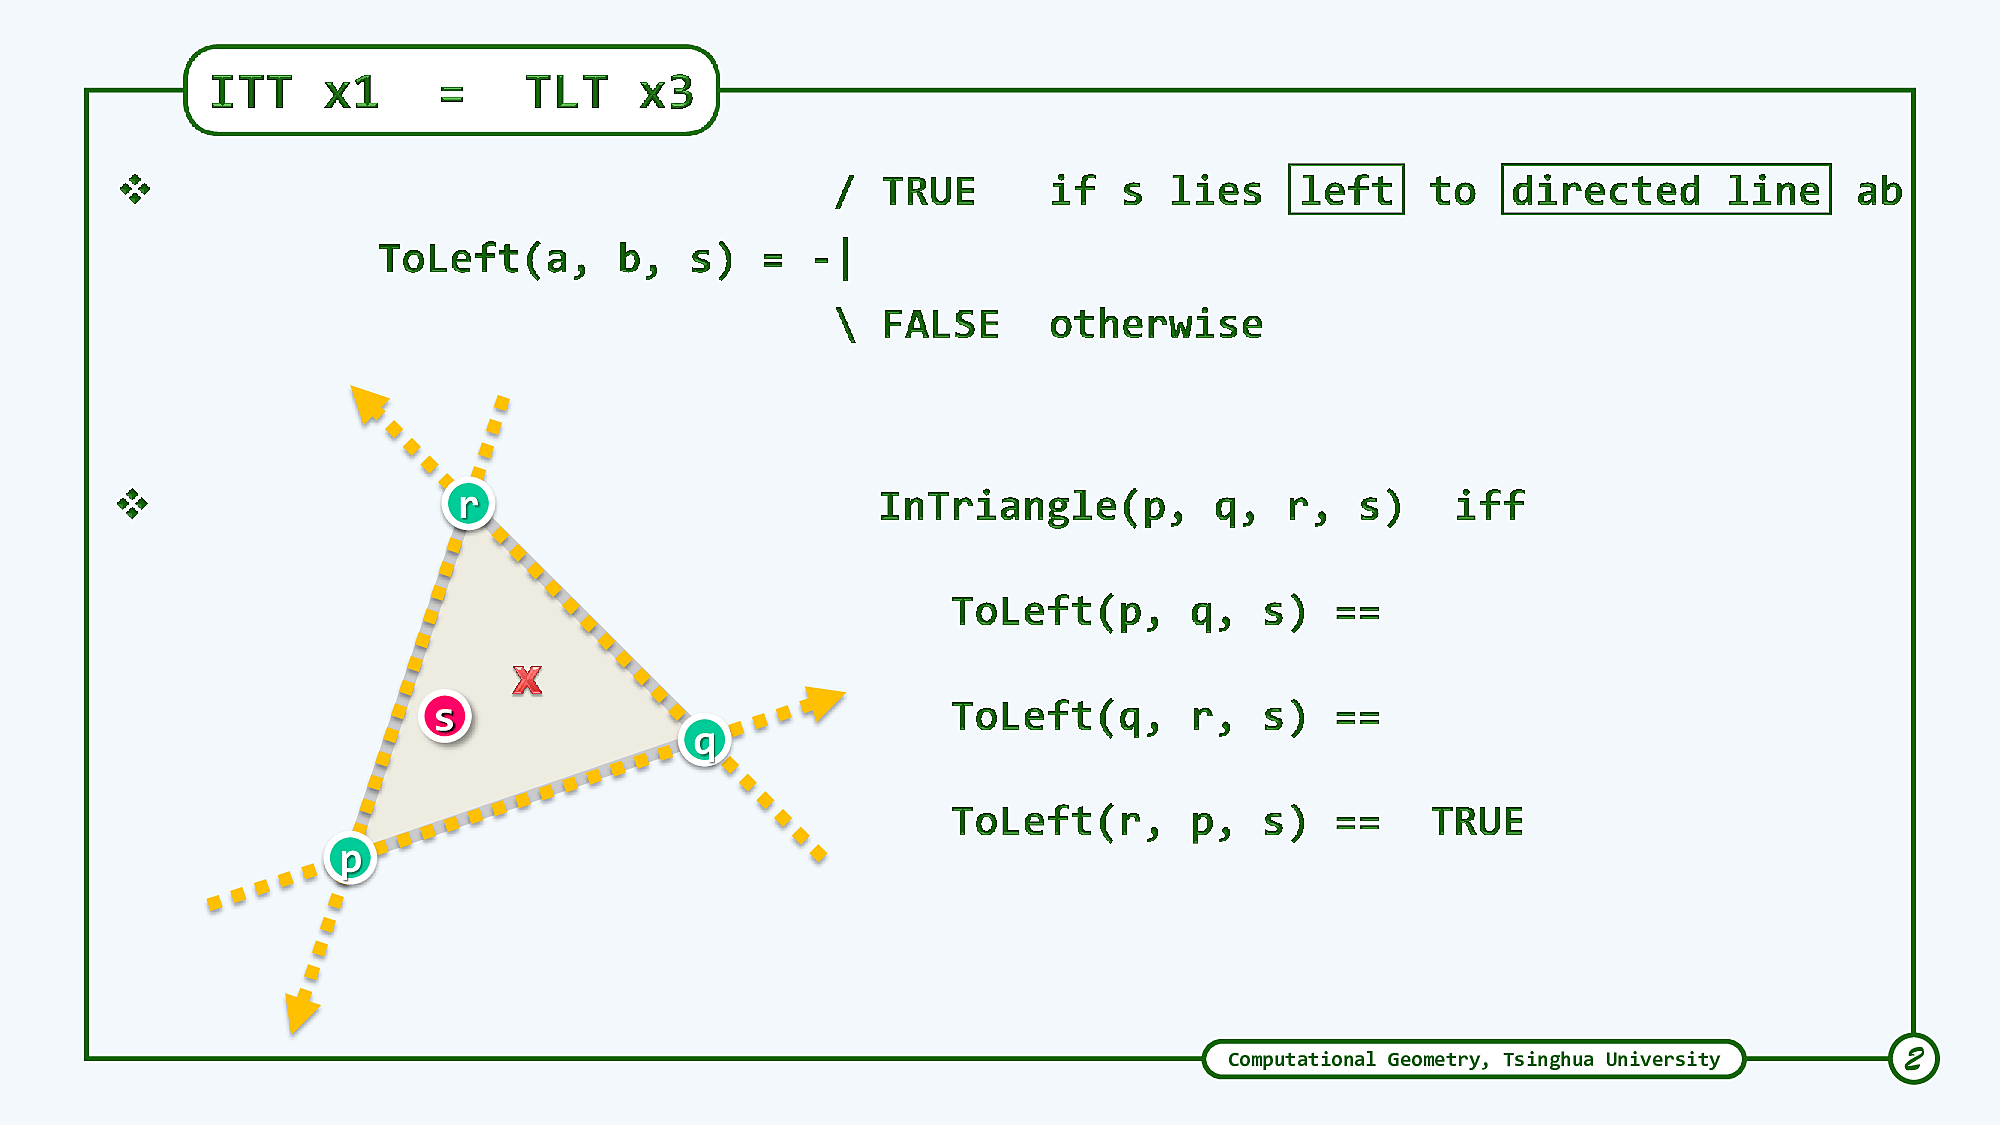 ITT x1 = TLT x3
❖ / TRUE if s lies left to directed line ab
ToLeft(a, b, s) = -|
\ FALSE otherwise
r
❖ InTriangle(p, q, r, s) iff
ToLeft(p, q, s) ==
x
s
ToLeft(q, r, s) ==
q
ToLeft(r, p, s) == TRUE
p
Computational Geometry, Tsinghua University
2